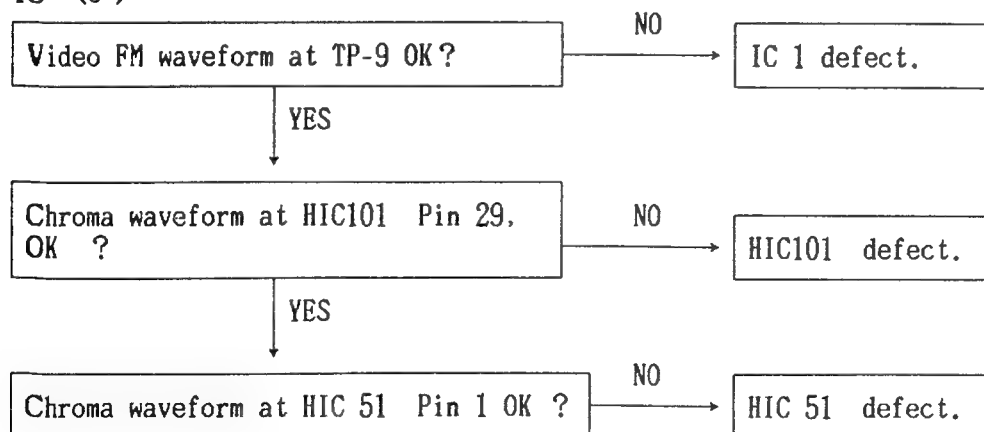 Video FM waveform at TP-9 OK?
NO
IC 1 defect.
YES
Chroma waveform at HIC101 Pin 29,
OK ?
NO
HIC101 defect.
YES
Chroma waveform at HIC 51 Pin 1 OK ?
NO
HIC 51 defect.